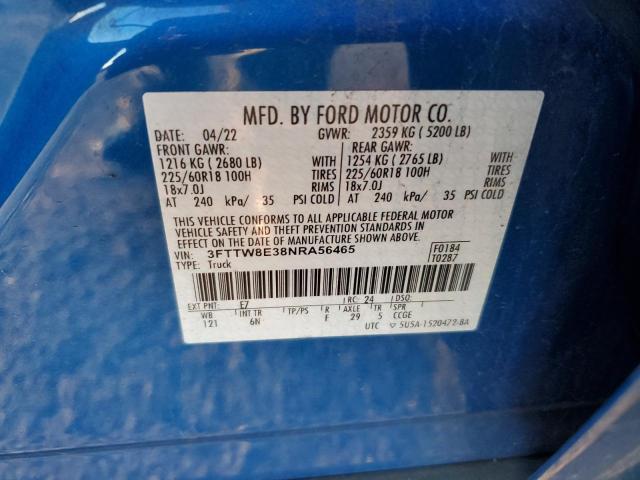 MFD. BY FORD MOTOR CO.
DATE: 04/22 GVWR: 2359 KG ( 5200 LB)
FRONT GAWR: REAR GAWR:
1216 KG ( 2680 LB) WITH 1254 KG ( 2765 LB) WITH
225/60R18 100H TIRES 225/60R18 100H TIRES
18x7.0J RIMS 18x7.0J RIMS
AT 240 kPa/ 35 PSI COLD AT 240 kPa/ 35 PSI COLD
THIS VEHICLE CONFORMS TO ALL APPLICABLE FEDERAL MOTOR
VEHICLE SAFETY AND THEFT PREVENTION STANDARDS IN
EFFECT ON THE DATE OF MANUFACTURE SHOWN ABOVE.
VIN: 3FTTW8E38NRA56465 F0184
TYPE: Truck T0287
EXT PNT: E7 RC: 24 DSO:
WB INT TR TP/PS R AXLE TR SPR
121 6N F 29 5 CCGE
UTC 5U5A-1520472-BA